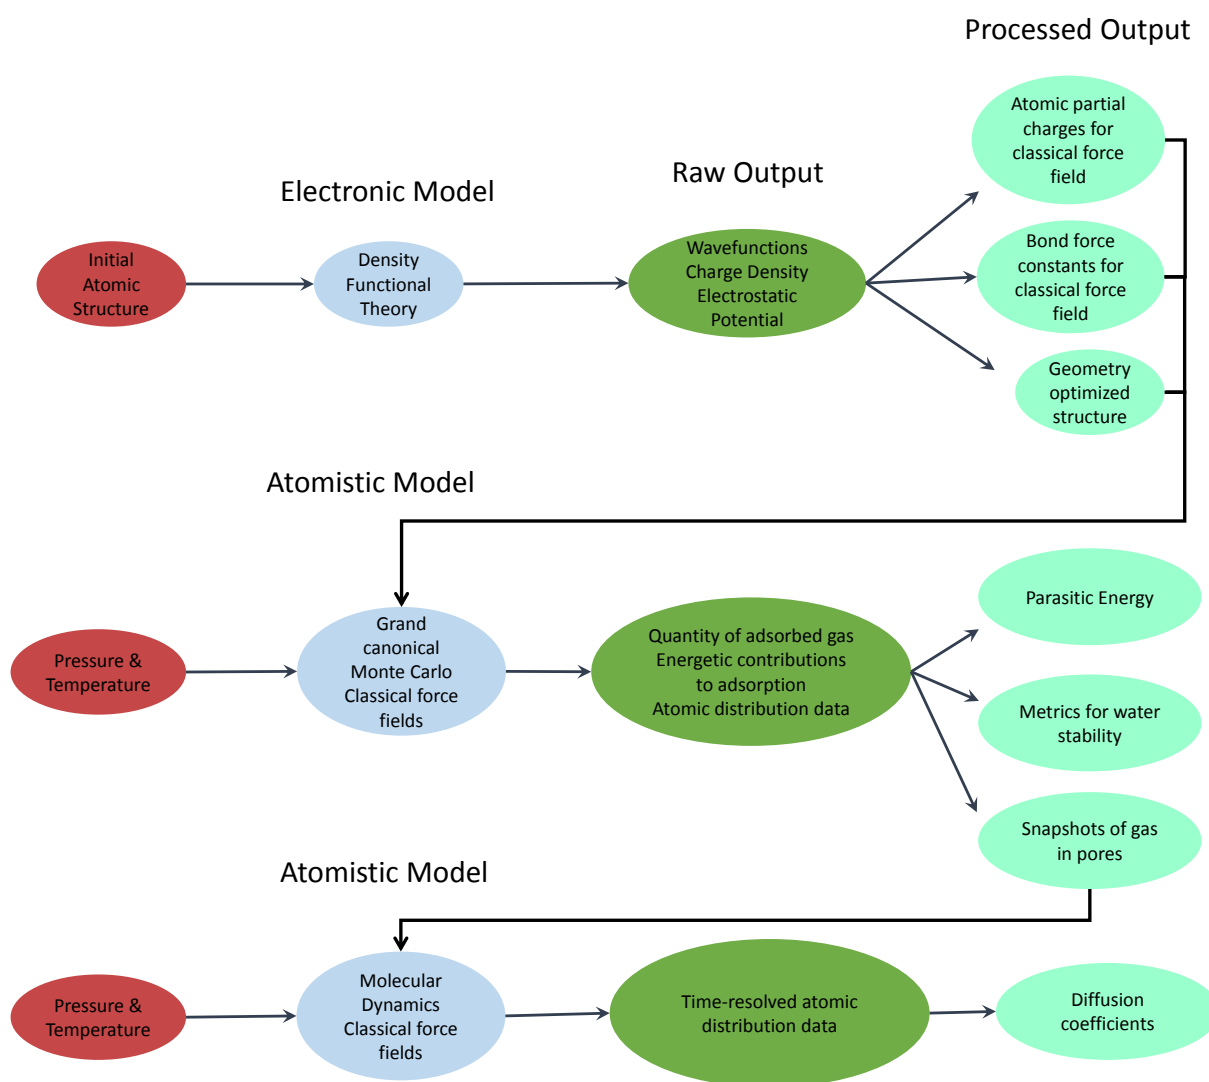 Processed Output
Electronic Model
Raw Output
Initial
Atomic
Structure
Density
Functional
Theory
Wavefunctions
Charge Density
Electrostatic
Potential
Atomic partial
charges for
classical force
field
Bond force
constants for
classical force
field
Geometry
optimized
structure
Atomistic Model
Pressure &
Temperature
Grand
canonical
Monte Carlo
Classical force
fields
Quantity of adsorbed gas
Energetic contributions
to adsorption
Atomic distribution data
Parasitic Energy
Metrics for water
stability
Snapshots of gas
in pores
Atomistic Model
Pressure &
Temperature
Molecular
Dynamics
Classical force
fields
Time-resolved atomic
distribution data
Diffusion
coefficients